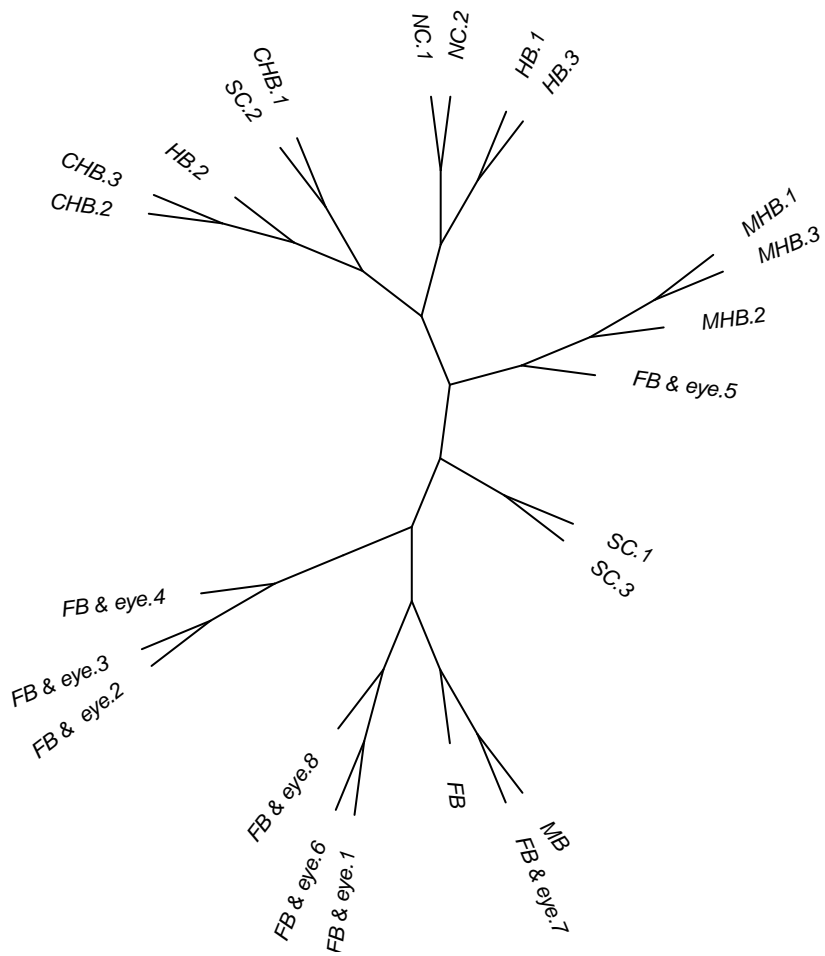 NC.1
NC.2
HB.1
HB.3
CHB.1
SC.2
HB.2
CHB.3
CHB.2
MHB.1
MHB.3
MHB.2
FB & eye.5
SC.1
SC.3
FB & eye.4
FB & eye.3
FB & eye.2
FB & eye.8
FB & eye.6
FB & eye.1
FB
MB
FB & eye.7